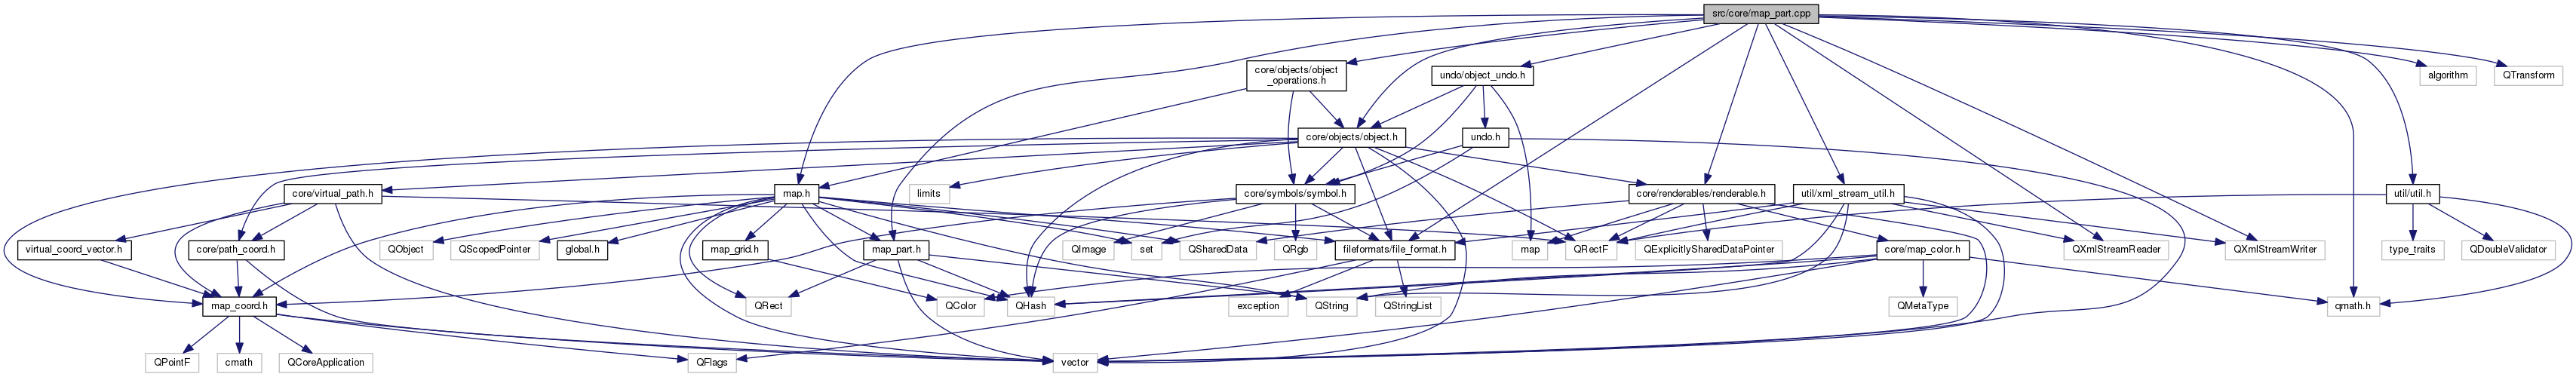 src/core/map_part.cpp
core/objects/object
_operations.h
undo/object_undo.h
algorithm
QTransform
core/objects/object.h
undo.h
core/virtual_path.h
limits
map.h
core/symbols/symbol.h
core/renderables/renderable.h
util/xml_stream_util.h
util/util.h
virtual_coord_vector.h
core/path_coord.h
QObject
QScopedPointer
global.h
map_grid.h
map_part.h
QImage
set
QSharedData
QRgb
fileformats/file_format.h
map
QRectF
QExplicitlySharedDataPointer
core/map_color.h
QXmlStreamReader
QXmlStreamWriter
type_traits
QDoubleValidator
map_coord.h
QRect
QColor
QHash
exception
QString
QStringList
QMetaType
qmath.h
QPointF
cmath
QCoreApplication
QFlags
vector